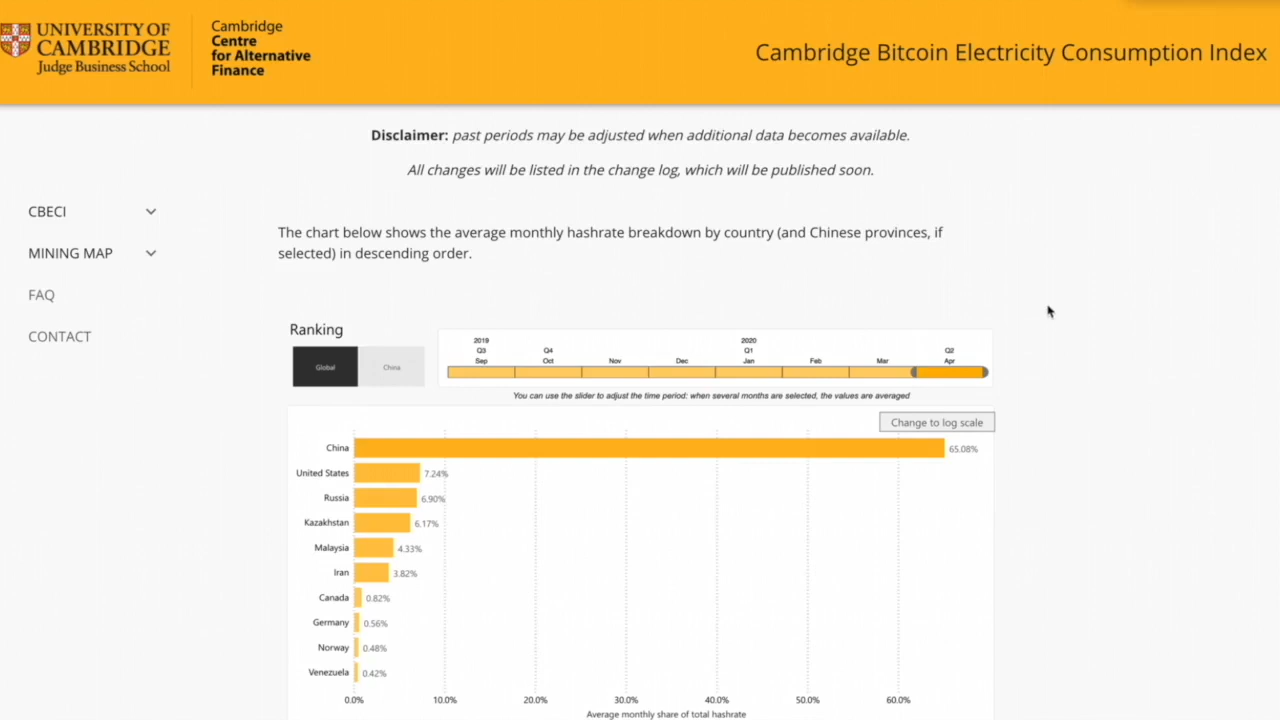 UNIVERSITY OF
CAMBRIDGE
Judge Business School
Cambridge
Centre
for Alternative
Finance
Cambridge Bitcoin Electricity Consumption Index
Disclaimer: past periods may be adjusted when additional data becomes available.
All changes will be listed in the change log, which will be published soon.
CBECI
MINING MAP
FAQ
CONTACT
The chart below shows the average monthly hashrate breakdown by country (and Chinese provinces, if
selected) in descending order.
Ranking
Global China
2019 2020
Q3 Q4 Q1 Q2
Sep Oct Nov Dec Jan Feb Mar Apr
You can use the slider to adjust the time period: when several months are selected, the values are averaged
Change to log scale
China 65.08%
United States 7.24%
Russia 6.90%
Kazakhstan 6.17%
Malaysia 4.33%
Iran 3.82%
Canada 0.82%
Germany 0.56%
Norway 0.48%
Venezuela 0.42%
0.0% 10.0% 20.0% 30.0% 40.0% 50.0% 60.0%
Average monthly share of total hashrate